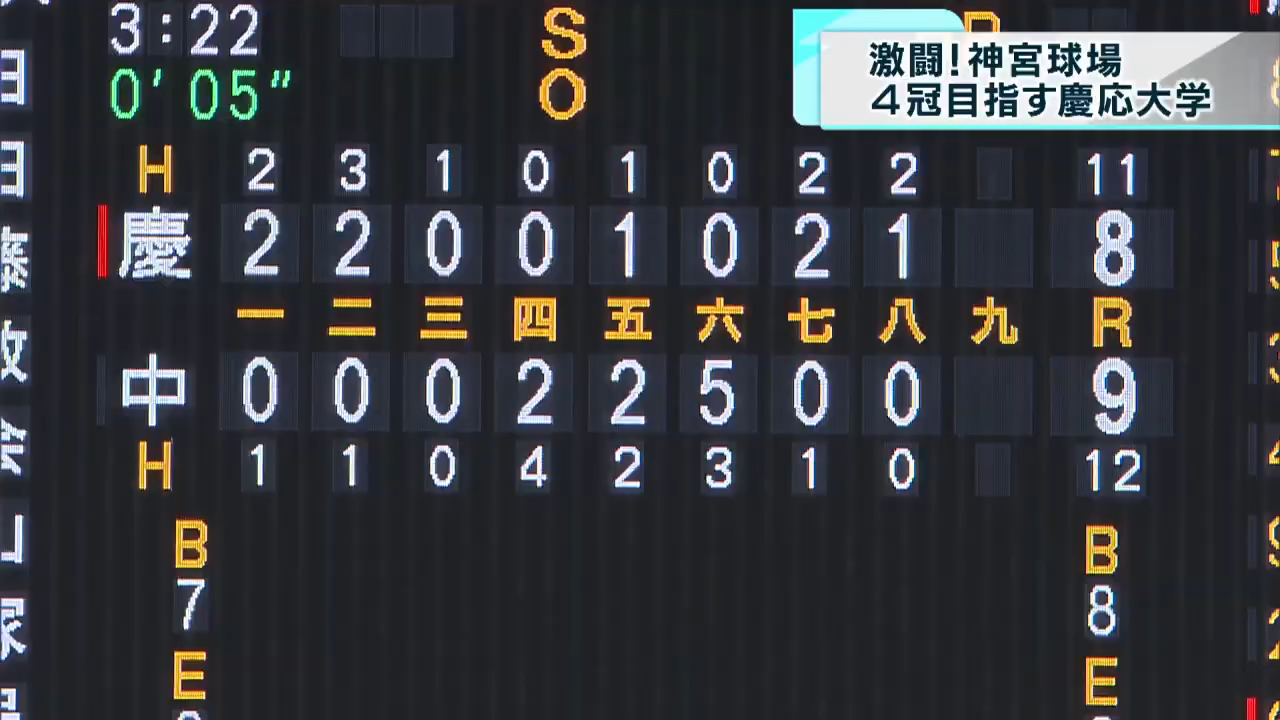 激闘！神宮球場
４冠目指す慶応大学
3:22
S
0′05″
O
H 2 3 1 0 1 0 2 2 11
慶 2 2 0 0 1 0 2 1 8
一 二 三 四 五 六 七 八 九 R
中 0 0 0 2 2 5 0 0 9
H 1 1 0 4 2 3 1 0 12
B B
7 8
E E